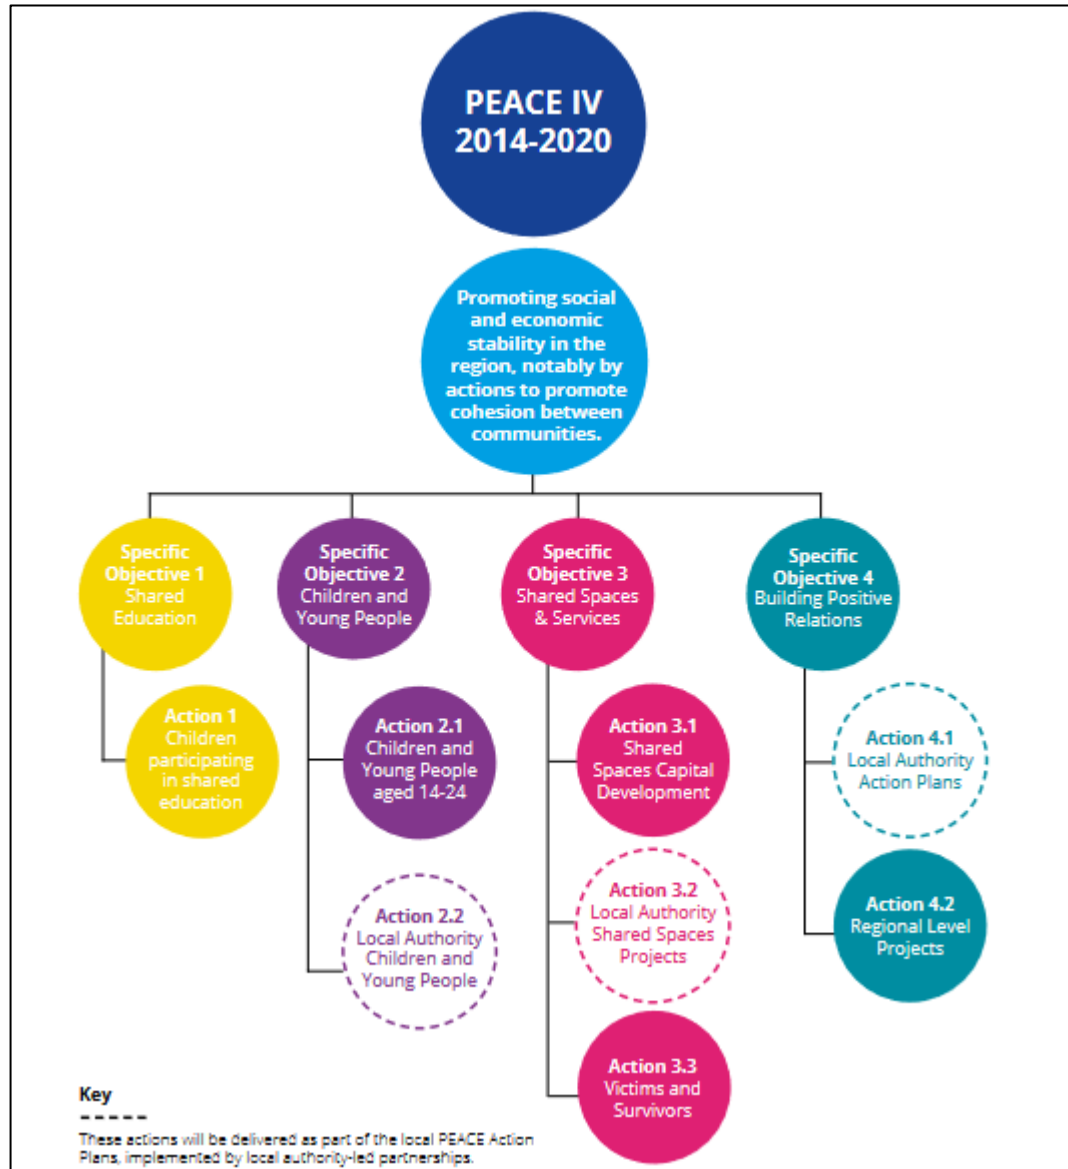 PEACE IV
2014-2020
Promoting social
and economic
stability in the
region, notably by
actions to promote
cohesion between
communities.
Specific
Objective 1
Shared
Education
Specific
Objective 2
Children and
Young People
Specific
Objective 3
Shared Spaces
& Services
Specific
Objective 4
Building Positive
Relations
Action 1
Children
participating
in shared
education
Action 2.1
Children and
Young People
aged 14-24
Action 3.1
Shared
Spaces Capital
Development
Action 4.1
Local Authority
Action Plans
Action 2.2
Local Authority
Children and
Young People
Action 3.2
Local Authority
Shared Spaces
Projects
Action 4.2
Regional Level
Projects
Action 3.3
Victims and
Survivors
Key
These actions will be delivered as part of the local PEACE Action
Plans, implemented by local authority-led partnerships.